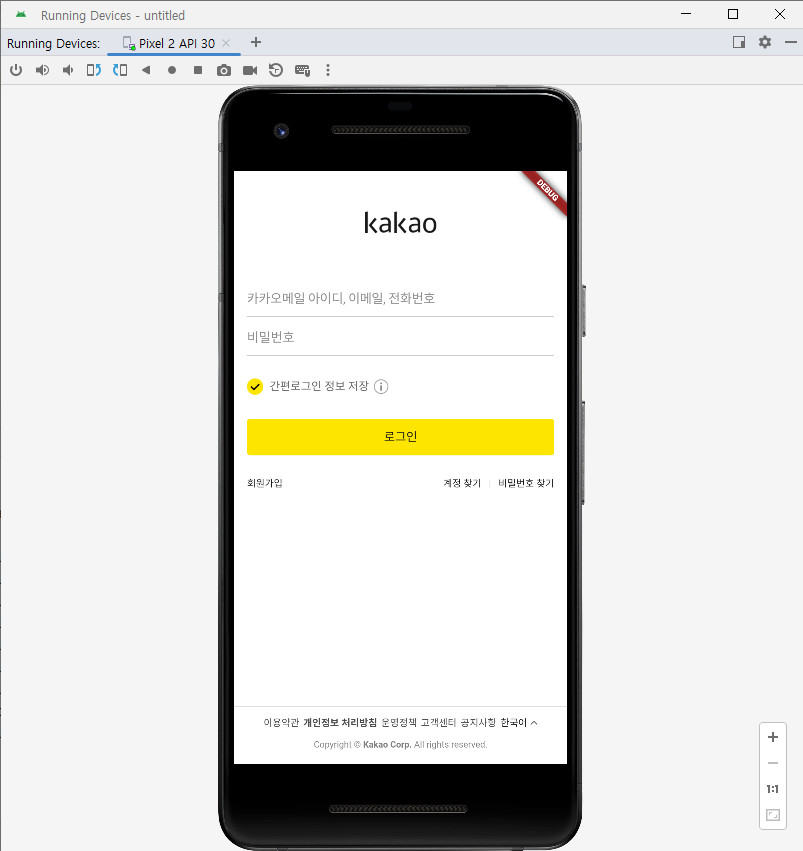 Running Devices - untitled
Running Devices: Pixel 2 API 30
DEBUG
kakao
카카오메일 아이디, 이메일, 전화번호
비밀번호
간편로그인 정보 저장
로그인
회원가입 계정 찾기 | 비밀번호 찾기
이용약관 개인정보 처리방침 운영정책 고객센터 공지사항 한국어
Copyright © Kakao Corp. All rights reserved.
1:1